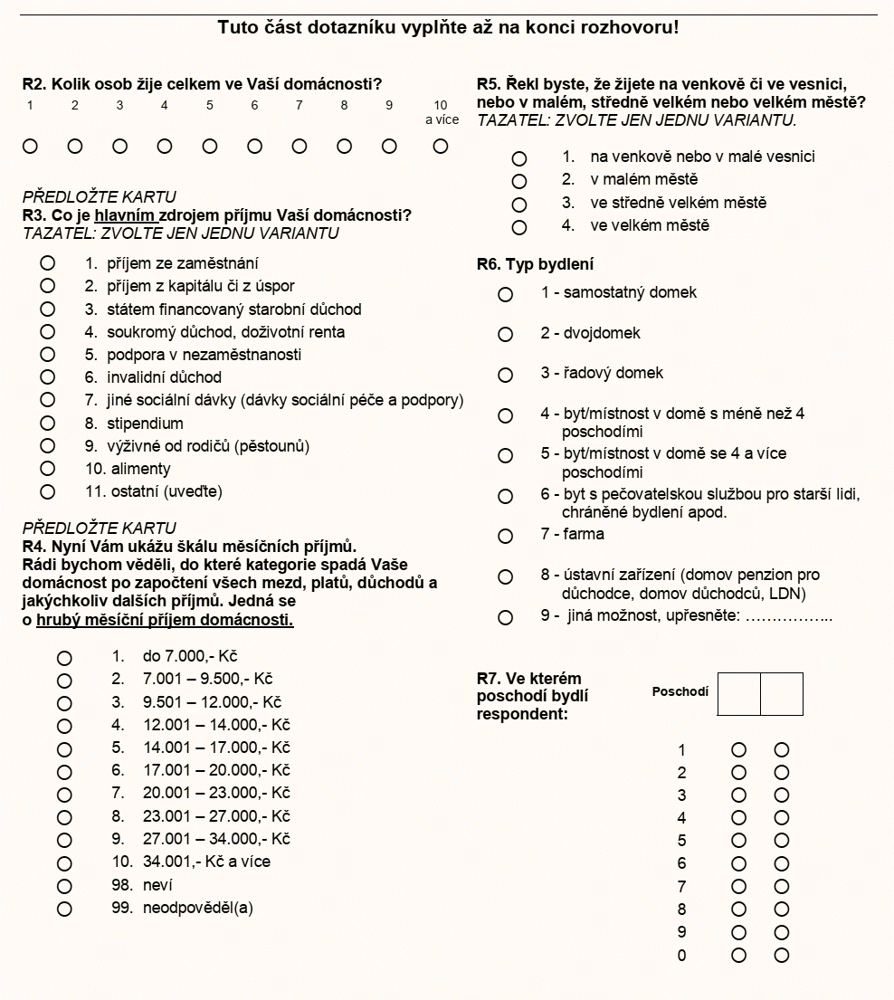 Tuto část dotazníku vyplňte až na konci rozhovoru!
R2. Kolik osob žije celkem ve Vaší domácnosti?
1 2 3 4 5 6 7 8 9 10
a více
PŘEDLOŽTE KARTU
R3. Co je hlavním zdrojem příjmu Vaší domácnosti?
TAZATEL: ZVOLTE JEN JEDNU VARIANTU
1. příjem ze zaměstnání
2. příjem z kapitálu či z úspor
3. státem financovaný starobní důchod
4. soukromý důchod, doživotní renta
5. podpora v nezaměstnanosti
6. invalidní důchod
7. jiné sociální dávky (dávky sociální péče a podpory)
8. stipendium
9. výživné od rodičů (pěstounů)
10. alimenty
11. ostatní (uveďte)
PŘEDLOŽTE KARTU
R4. Nyní Vám ukážu škálu měsíčních příjmů.
Rádi bychom věděli, do které kategorie spadá Vaše
domácnost po započtení všech mezd, platů, důchodů a
jakýchkoliv dalších příjmů. Jedná se
o hrubý měsíční příjem domácnosti.
1. do 7.000,- Kč
2. 7.001 – 9.500,- Kč
3. 9.501 – 12.000,- Kč
4. 12.001 – 14.000,- Kč
5. 14.001 – 17.000,- Kč
6. 17.001 – 20.000,- Kč
7. 20.001 – 23.000,- Kč
8. 23.001 – 27.000,- Kč
9. 27.001 – 34.000,- Kč
10. 34.001,- Kč a více
98. neví
99. neodpověděl(a)
R5. Řekl byste, že žijete na venkově či ve vesnici,
nebo v malém, středně velkém nebo velkém městě?
TAZATEL: ZVOLTE JEN JEDNU VARIANTU.
1. na venkově nebo v malé vesnici
2. v malém městě
3. ve středně velkém městě
4. ve velkém městě
R6. Typ bydlení
1 - samostatný domek
2 - dvojdomek
3 - řadový domek
4 - byt/místnost v domě s méně než 4
poschodími
5 - byt/místnost v domě se 4 a více
poschodími
6 - byt s pečovatelskou službou pro starší lidi,
chráněné bydlení apod.
7 - farma
8 - ústavní zařízení (domov penzion pro
důchodce, domov důchodců, LDN)
9 - jiná možnost, upřesněte: ……………..
R7. Ve kterém
poschodí bydlí
respondent:
Poschodí
1
2
3
4
5
6
7
8
9
0